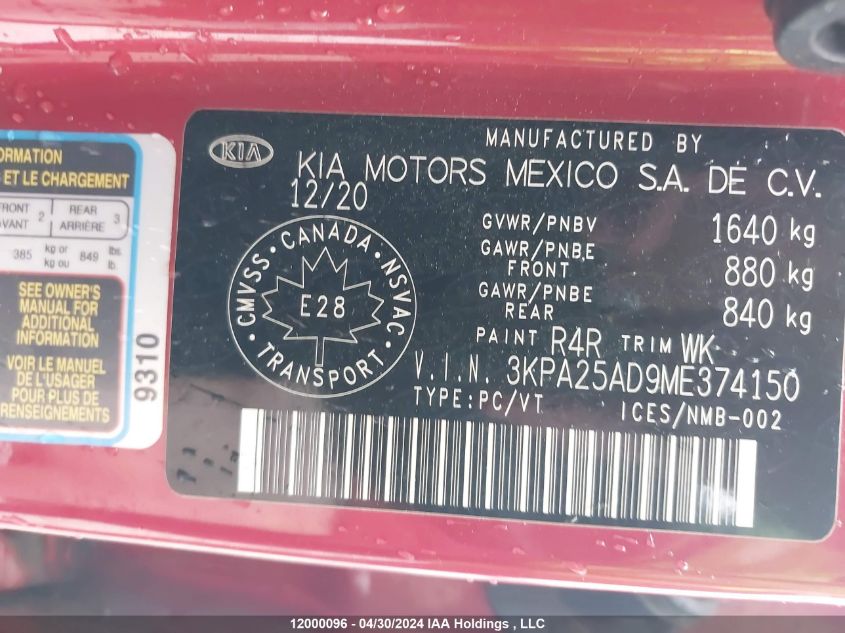 ORMATION
ET LE CHARGEMENT
FRONT 2 REAR 3
AVANT ARRIÈRE
385 kg or 849 lbs.
kg ou lb.
SEE OWNER'S
MANUAL FOR
ADDITIONAL
INFORMATION
VOIR LE MANUEL
DE L'USAGER
POUR PLUS DE
RENSEIGNEMENTS
9310
KIA
MANUFACTURED BY
KIA MOTORS MEXICO S.A. DE C.V.
12/20
CANADA
CMVSS
NSVAC
E28
TRANSPORT
GVWR/PNBV 1640 kg
GAWR/PNBE
FRONT 880 kg
GAWR/PNBE
REAR 840 kg
PAINT R4R TRIM WK
V.I.N. 3KPA25AD9ME374150
TYPE:PC/VT ICES/NMB-002
12000096 - 04/30/2024 IAA Holdings, LLC